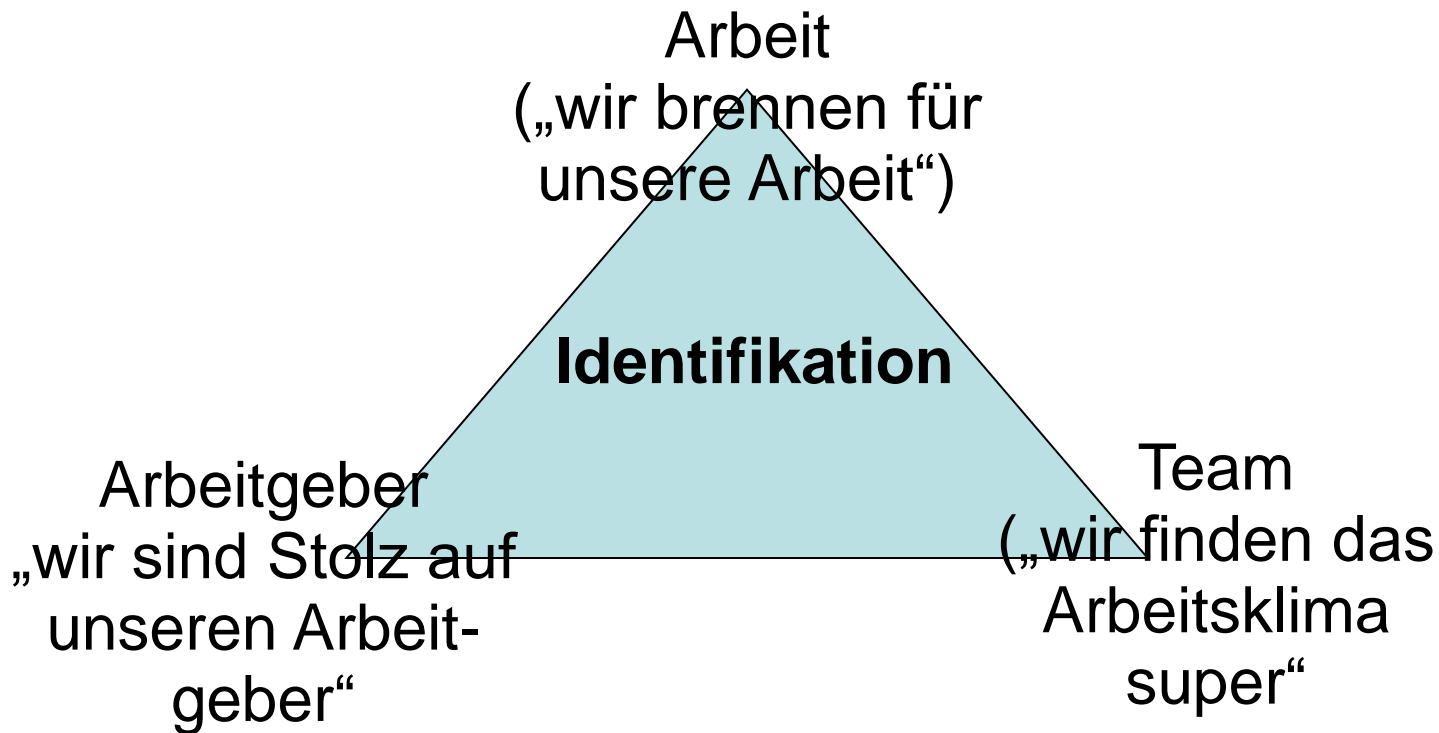 Arbeit
(„wir brennen für
unsere Arbeit“)
Identifikation
Arbeitgeber
„wir sind Stolz auf
unseren Arbeit-
geber“
Team
(„wir finden das
Arbeitsklima
super“